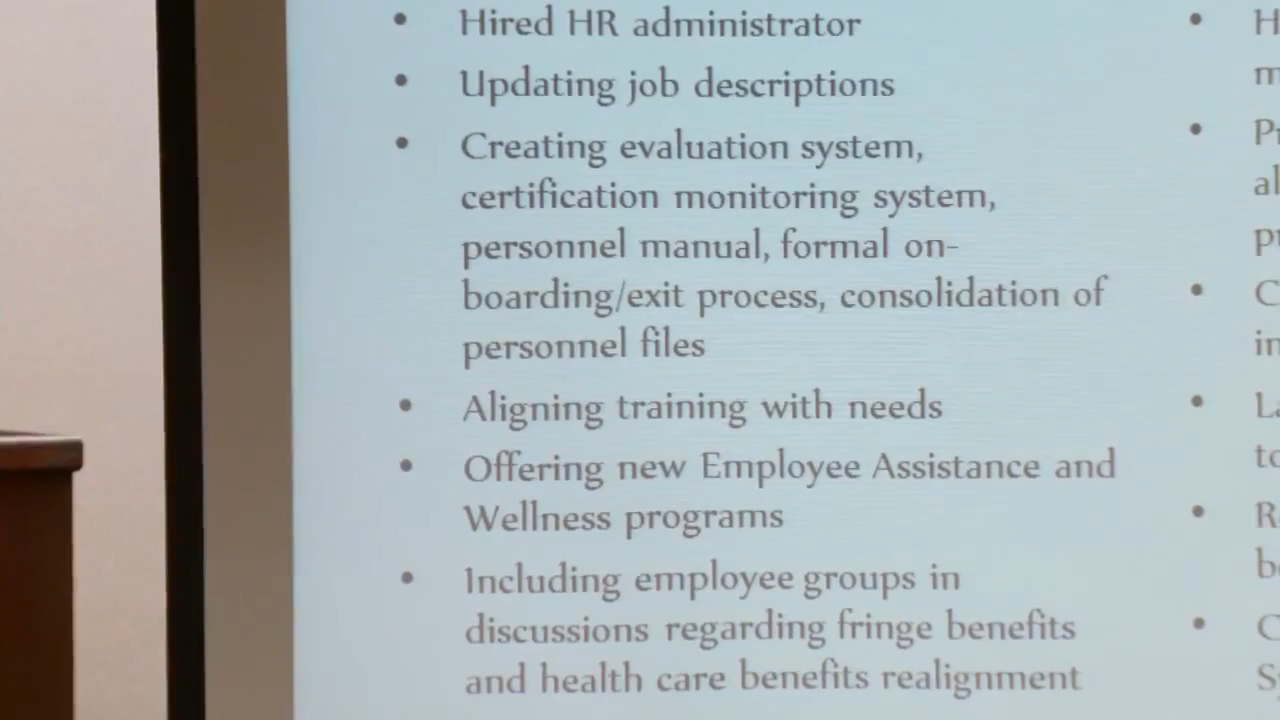 • Hired HR administrator
• Updating job descriptions
• Creating evaluation system,
certification monitoring system,
personnel manual, formal on-
boarding/exit process, consolidation of
personnel files
• Aligning training with needs
• Offering new Employee Assistance and
Wellness programs
• Including employee groups in
discussions regarding fringe benefits
and health care benefits realignment